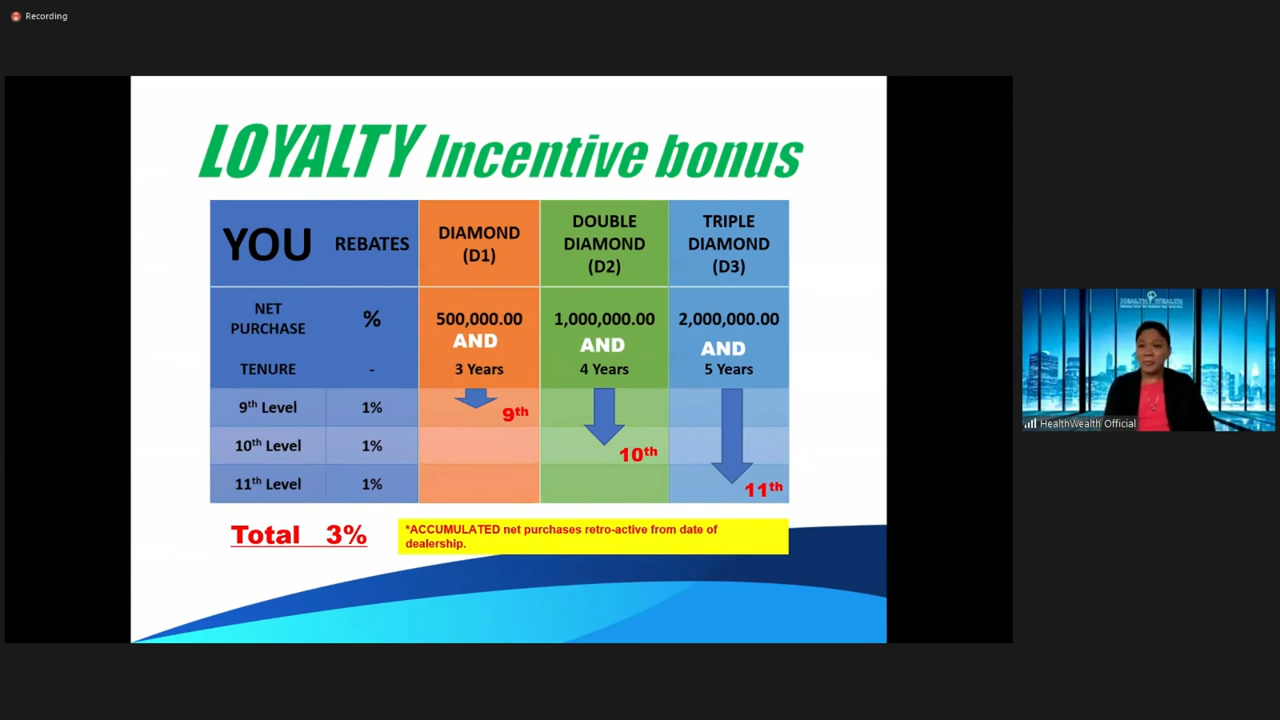 Recording
LOYALTY Incentive bonus
YOU REBATES
DIAMOND
(D1)
DOUBLE
DIAMOND
(D2)
TRIPLE
DIAMOND
(D3)
NET
PURCHASE
%
500,000.00
AND
1,000,000.00
AND
2,000,000.00
AND
TENURE - 3 Years 4 Years 5 Years
9th Level 1% 9th
10th Level 1% 10th
11th Level 1% 11th
Total 3%
*ACCUMULATED net purchases retro-active from date of
dealership.
HEALTH WEALTH
HealthWealth Official